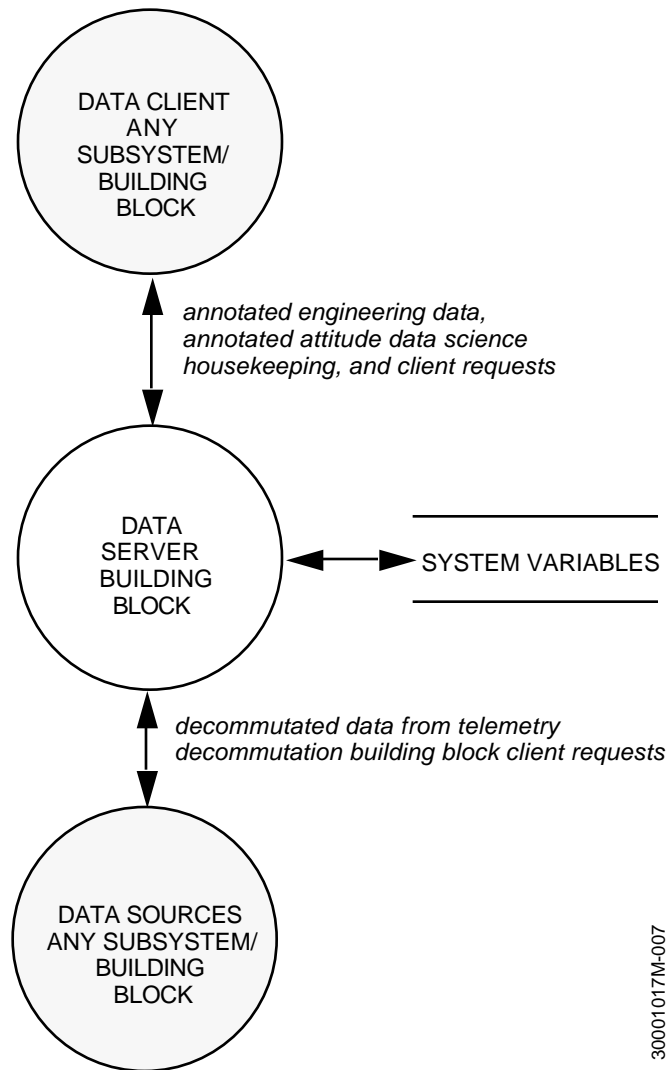 DATA CLIENT
ANY
SUBSYSTEM/
BUILDING
BLOCK
annotated engineering data,
annotated attitude data science
housekeeping, and client requests
DATA
SERVER
BUILDING
BLOCK
SYSTEM VARIABLES
decommutated data from telemetry
decommutation building block client requests
DATA SOURCES
ANY SUBSYSTEM/
BUILDING
BLOCK
30001017M-007